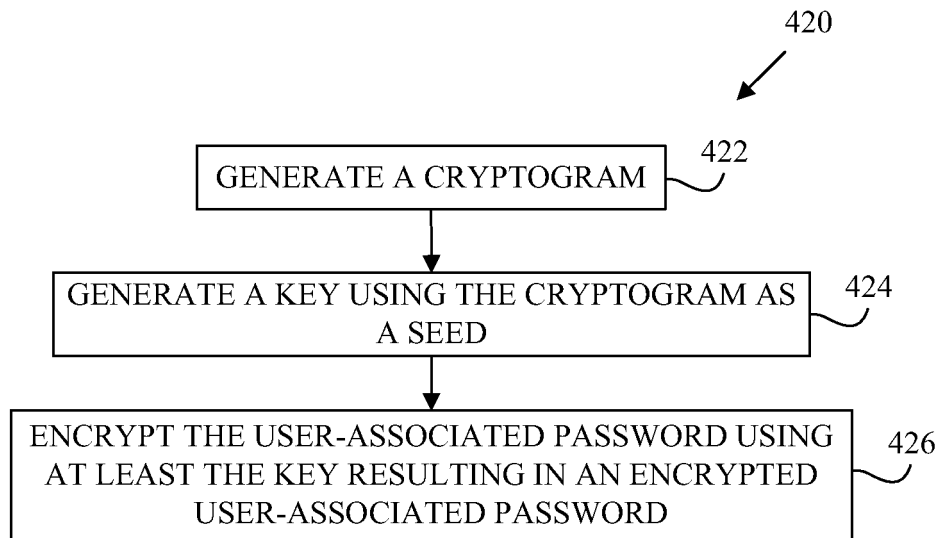 420
GENERATE A CRYPTOGRAM
422
GENERATE A KEY USING THE CRYPTOGRAM AS
A SEED
424
ENCRYPT THE USER-ASSOCIATED PASSWORD USING
AT LEAST THE KEY RESULTING IN AN ENCRYPTED
USER-ASSOCIATED PASSWORD
426